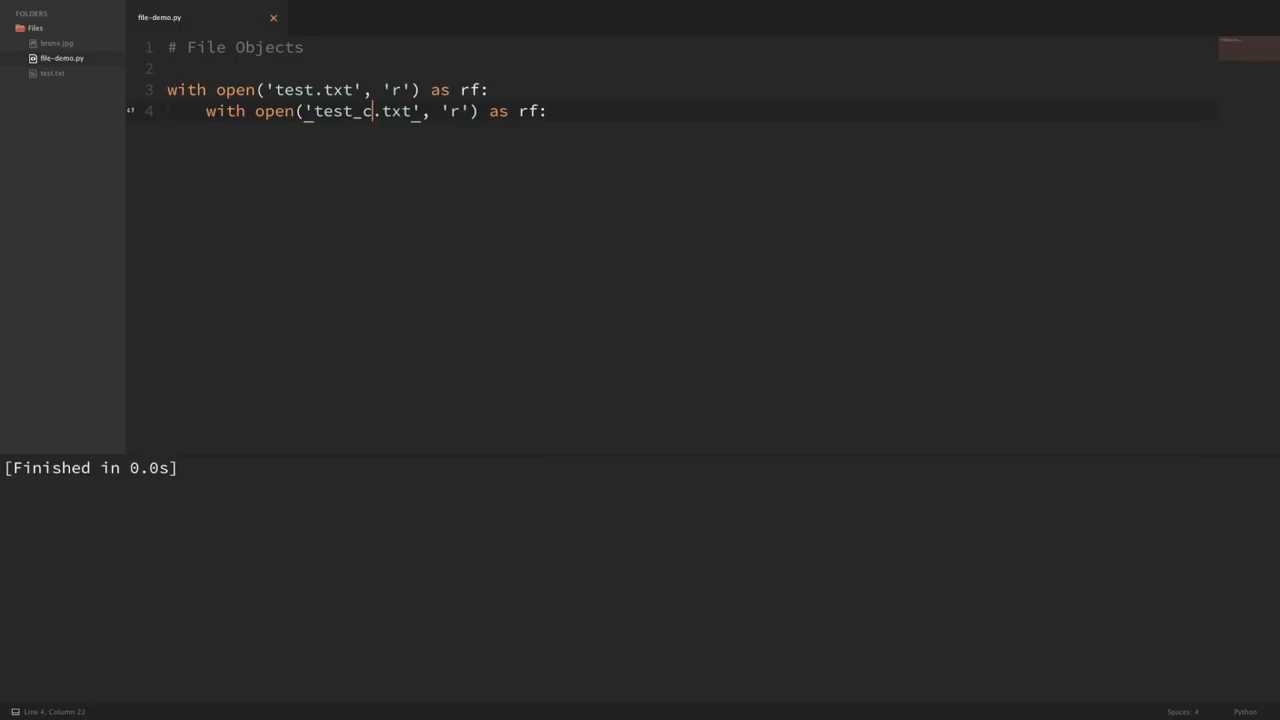 FOLDERS
Files
bronx.jpg
file-demo.py
test.txt
file-demo.py
1 # File Objects
2
3 with open('test.txt', 'r') as rf:
4     with open('test_c.txt', 'r') as rf:
[Finished in 0.0s]
Line 4, Column 22
Spaces: 4
Python